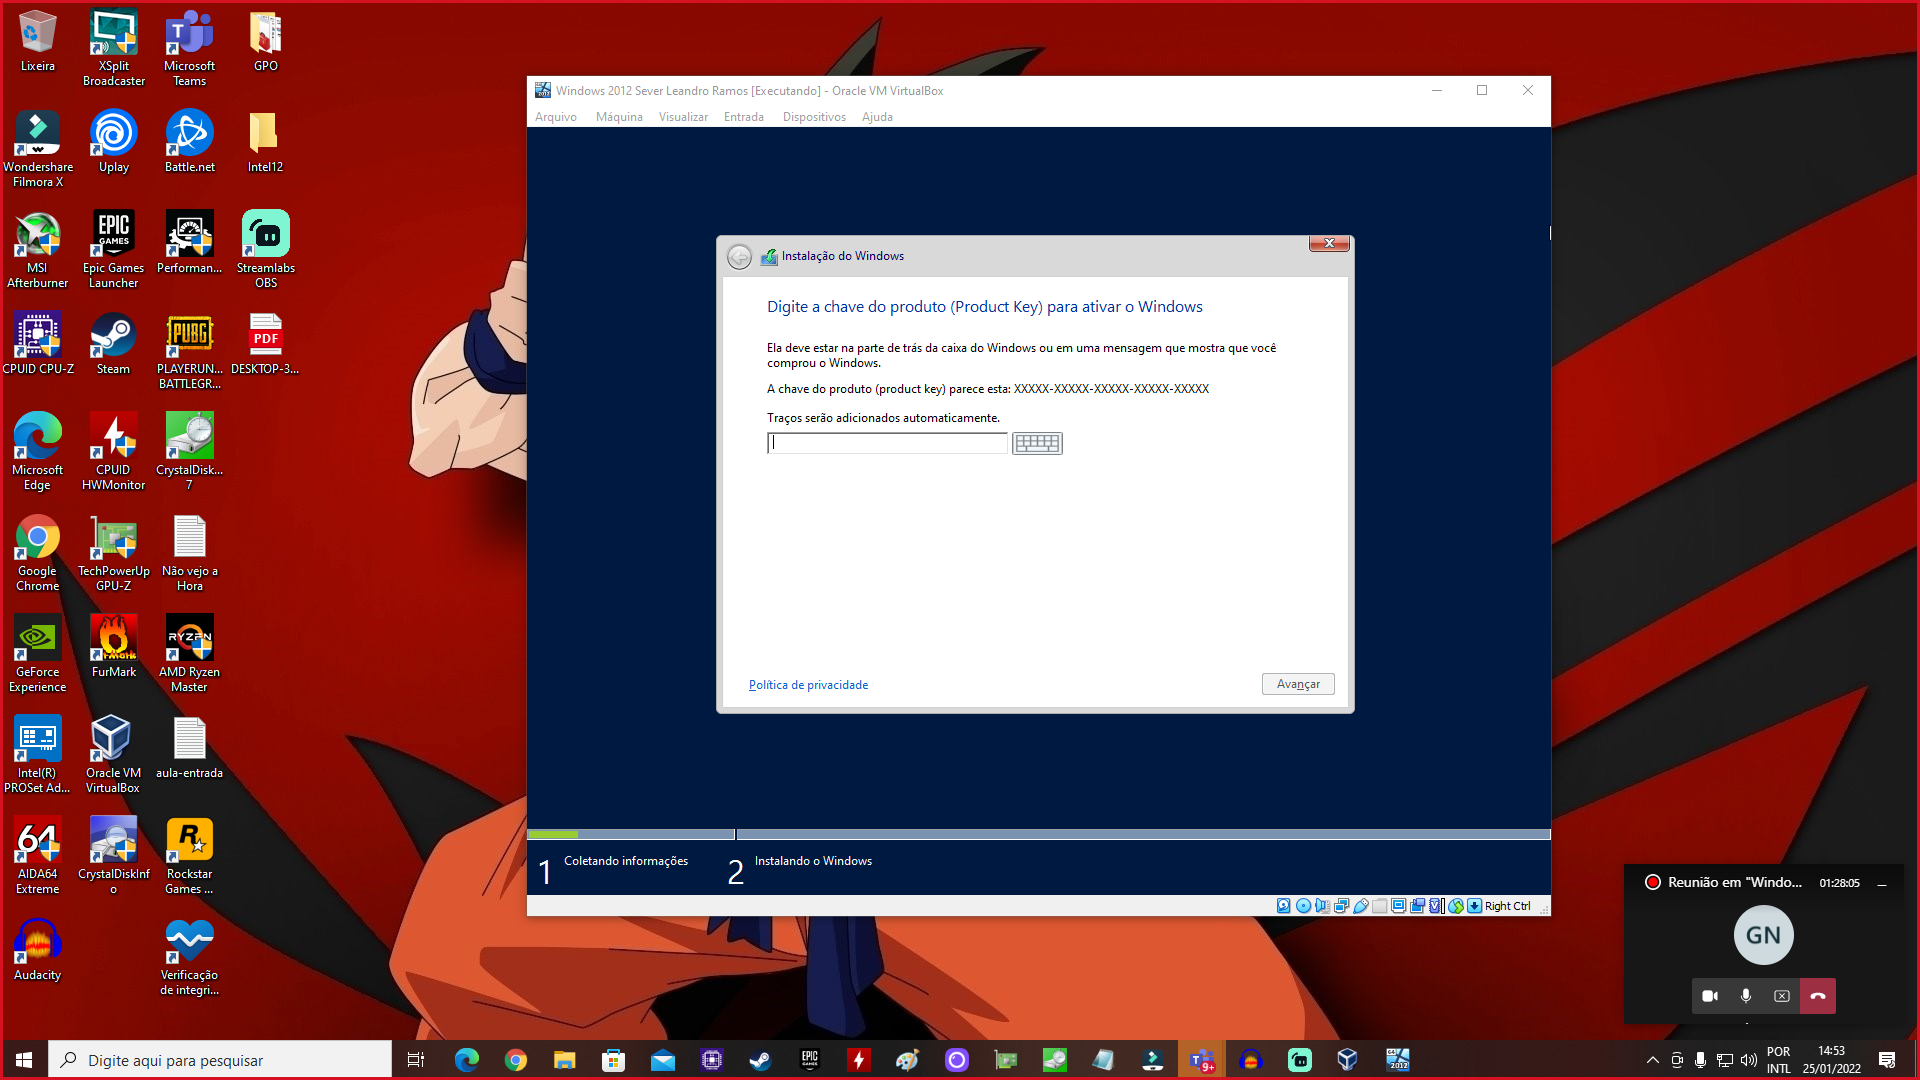 Lixeira
XSplit
Broadcaster
Microsoft
Teams
GPO
Wondershare
Filmora X
Uplay
Battle.net
Intel12
MSI
Afterburner
EPIC
GAMES
Epic Games
Launcher
Performan...
Streamlabs
OBS
CPUID CPU-Z
Steam
PUBG
PLAYERUN...
BATTLEGR...
PDF
DESKTOP-3...
Microsoft
Edge
CPUID
HWMonitor
CrystalDisk...
7
Google
Chrome
TechPowerUp
GPU-Z
Não vejo a
Hora
GeForce
Experience
FurMark
RYZEN
AMD Ryzen
Master
Intel(R)
PROSet Ad...
Oracle VM
VirtualBox
aula-entrada
64
AIDA64
Extreme
CrystalDiskInf
o
Rockstar
Games ...
Audacity
Verificação
de integri...
Windows 2012 Sever Leandro Ramos [Executando] - Oracle VM VirtualBox
Arquivo Máquina Visualizar Entrada Dispositivos Ajuda
Instalação do Windows
Digite a chave do produto (Product Key) para ativar o Windows
Ela deve estar na parte de trás da caixa do Windows ou em uma mensagem que mostra que você
comprou o Windows.
A chave do produto (product key) parece esta: XXXXX-XXXXX-XXXXX-XXXXX-XXXXX
Traços serão adicionados automaticamente.
Política de privacidade
Avançar
1 Coletando informações
2 Instalando o Windows
Right Ctrl
Reunião em "Windo... 01:28:05
GN
Digite aqui para pesquisar
9+
POR
INTL
14:53
25/01/2022